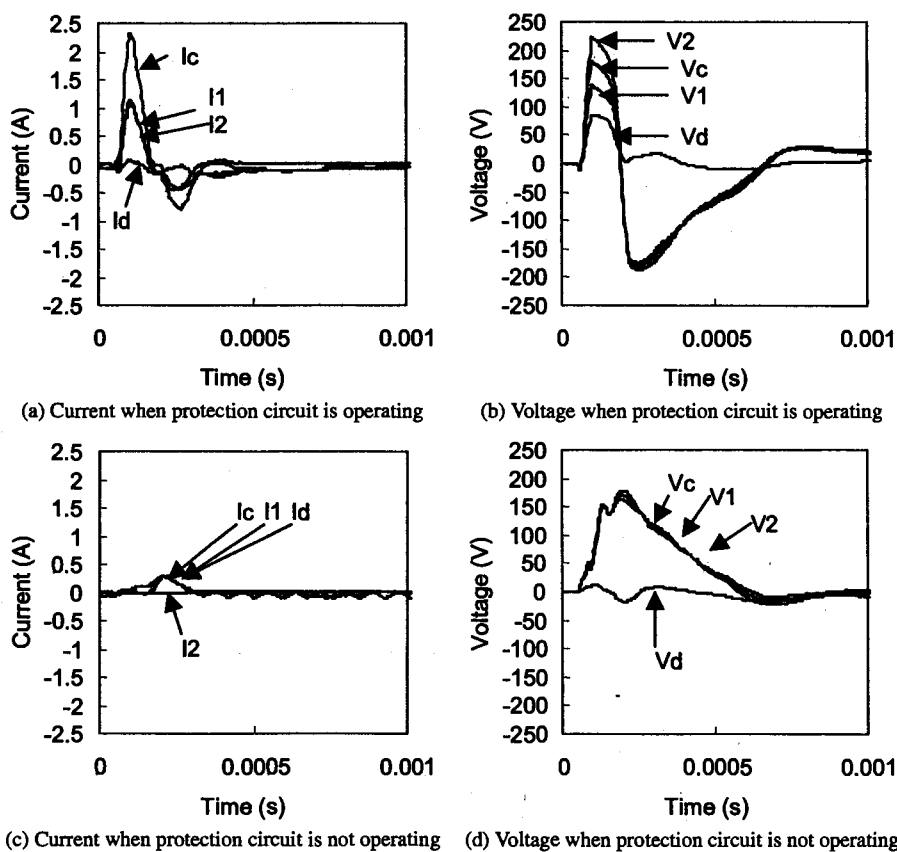 Current (A)
2.5
2
1.5
1
0.5
0
-0.5
-1
-1.5
-2
-2.5
Ic
I1
I2
Id
0 0.0005 0.001
Time (s)
(a) Current when protection circuit is operating
Voltage (V)
250
200
150
100
50
0
-50
-100
-150
-200
-250
V2
Vc
V1
Vd
0 0.0005 0.001
Time (s)
(b) Voltage when protection circuit is operating
Current (A)
2.5
2
1.5
1
0.5
0
-0.5
-1
-1.5
-2
-2.5
Ic I1 Id
I2
0 0.0005 0.001
Time (s)
(c) Current when protection circuit is not operating
Voltage (V)
250
200
150
100
50
0
-50
-100
-150
-200
-250
Vc
V1
V2
Vd
0 0.0005 0.001
Time (s)
(d) Voltage when protection circuit is not operating